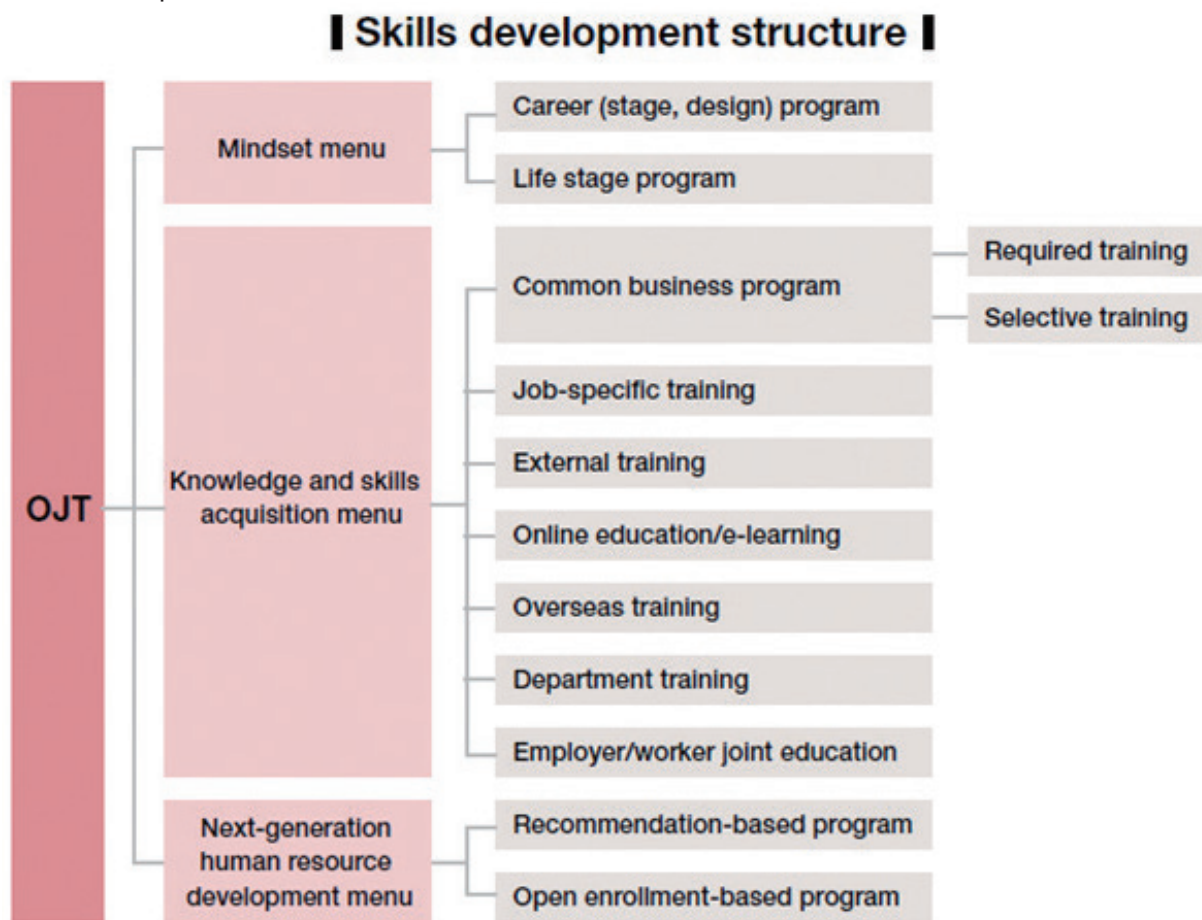 Skills development structure
OJT
Mindset menu
Career (stage, design) program
Life stage program
Knowledge and skills
acquisition menu
Common business program
Required training
Selective training
Job-specific training
External training
Online education/e-learning
Overseas training
Department training
Employer/worker joint education
Next-generation
human resource
development menu
Recommendation-based program
Open enrollment-based program